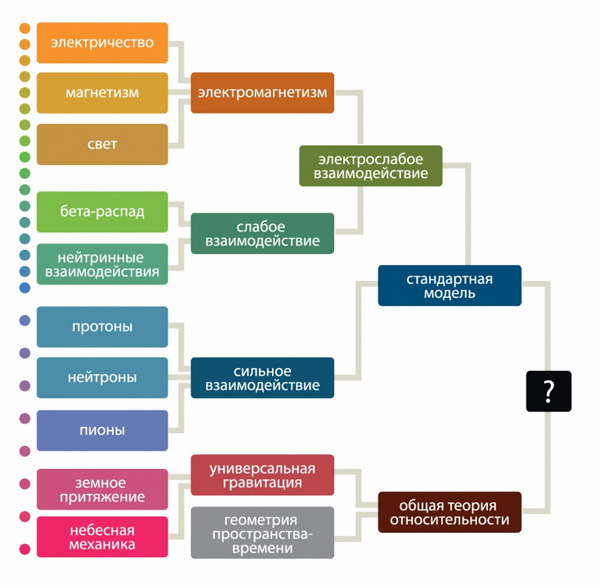 электричество
магнетизм
свет
электромагнетизм
электрослабое
взаимодействие
бета-распад
нейтринные
взаимодействия
слабое
взаимодействие
стандартная
модель
протоны
нейтроны
пионы
сильное
взаимодействие
?
земное
притяжение
небесная
механика
универсальная
гравитация
геометрия
пространства-
времени
общая теория
относительности